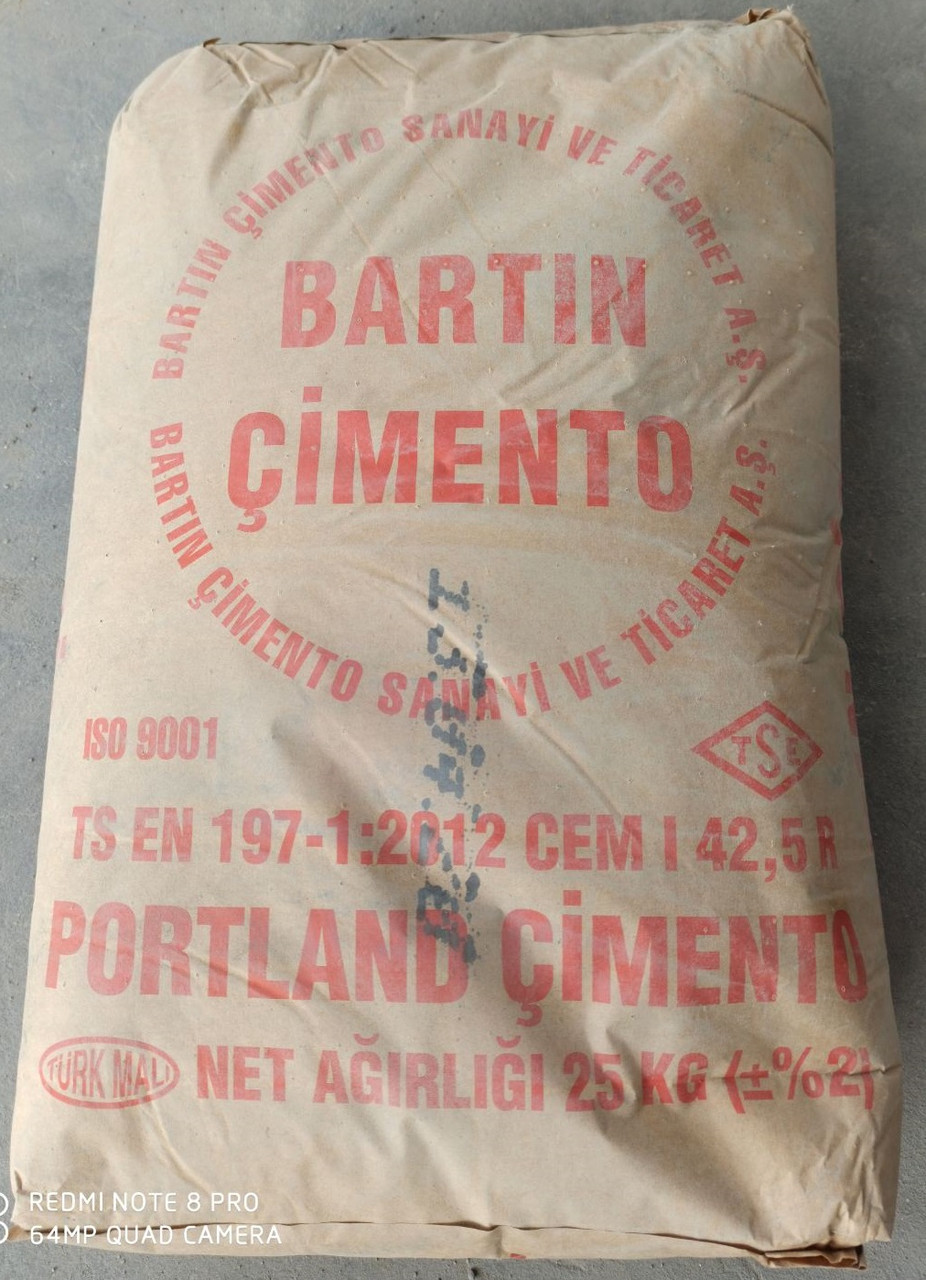 BARTIN ÇİMENTO SANAYİ VE TİCARET A.Ş.
BARTIN
ÇİMENTO
BARTIN ÇİMENTO SANAYİ VE TİCARET A.Ş.
ISO 9001
TSE
TS EN 197-1:2012 CEM I 42,5 R
PORTLAND ÇİMENTO
TÜRK MALI
NET AĞIRLIĞI 25 KG (±%2)
REDMI NOTE 8 PRO
64MP QUAD CAMERA